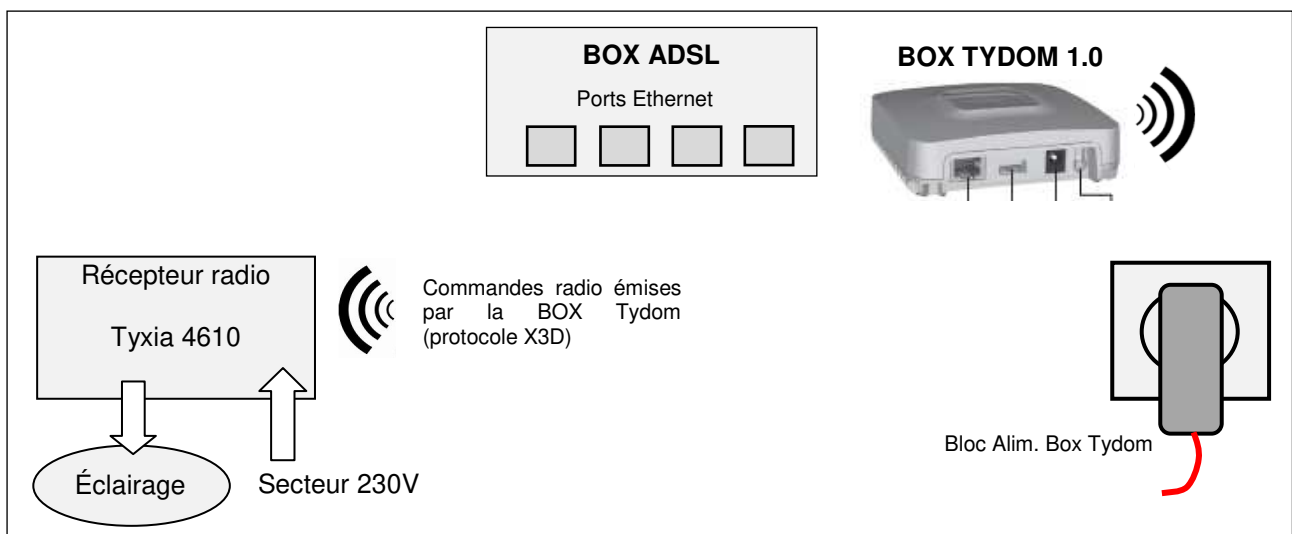 BOX ADSL
Ports Ethernet
BOX TYDOM 1.0
Récepteur radio
Tyxia 4610
Commandes radio émises
par la BOX Tydom
(protocole X3D)
Éclairage
Secteur 230V
Bloc Alim. Box Tydom